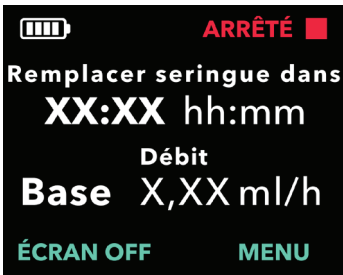 ARRÊTÉ
Remplacer seringue dans
XX:XX hh:mm
Débit
Base X,XX ml/h
ÉCRAN OFF MENU